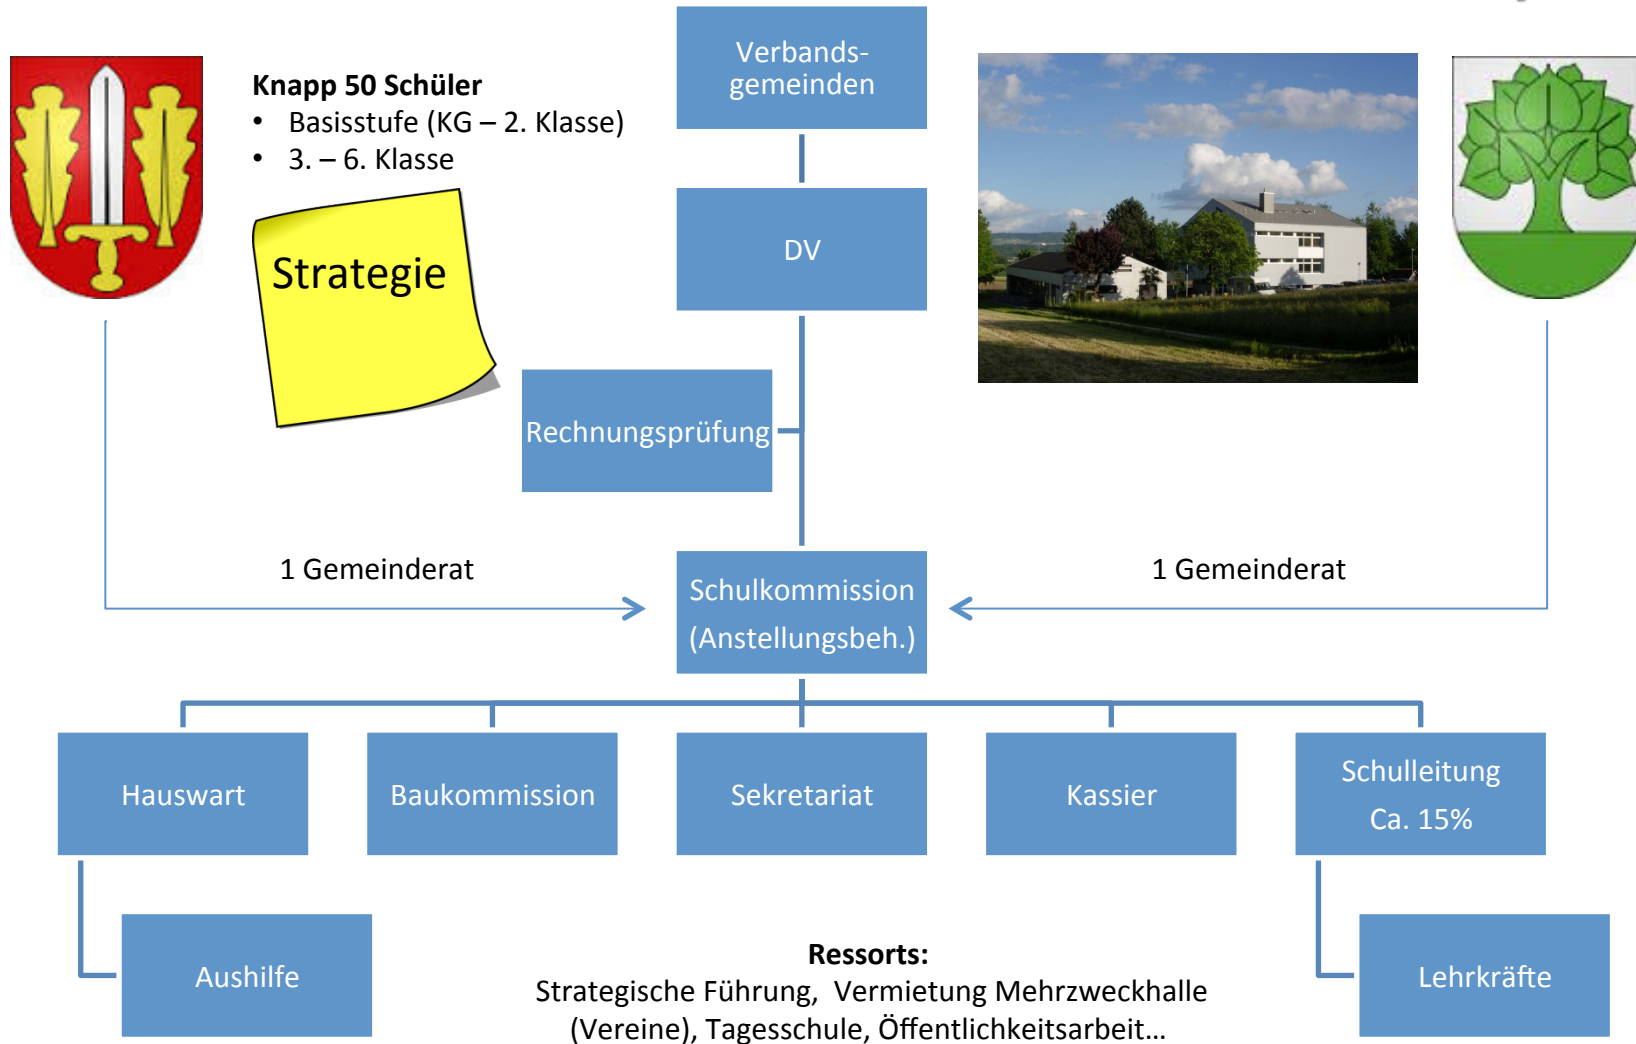 Verbands-
gemeinden
Knapp 50 Schüler
• Basisstufe (KG – 2. Klasse)
• 3. – 6. Klasse
Strategie
DV
Rechnungsprüfung
1 Gemeinderat
1 Gemeinderat
Schulkommission
(Anstellungsbeh.)
Hauswart
Baukommission
Sekretariat
Kassier
Schulleitung
Ca. 15%
Aushilfe
Lehrkräfte
Ressorts:
Strategische Führung, Vermietung Mehrzweckhalle
(Vereine), Tagesschule, Öffentlichkeitsarbeit...